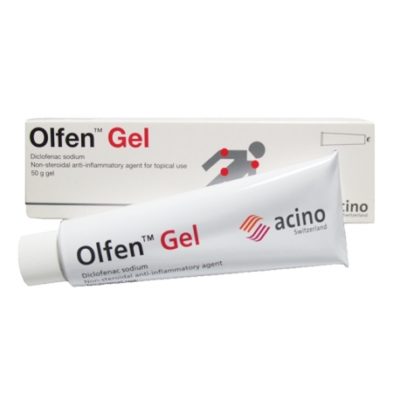 Olfen™ Gel
Diclofenac sodium
Non-steroidal anti-inflammatory agent for topical use
50 g gel
acino
Switzerland
Olfen™ Gel
Diclofenac sodium
Non-steroidal anti-inflammatory agent
acino
Switzerland